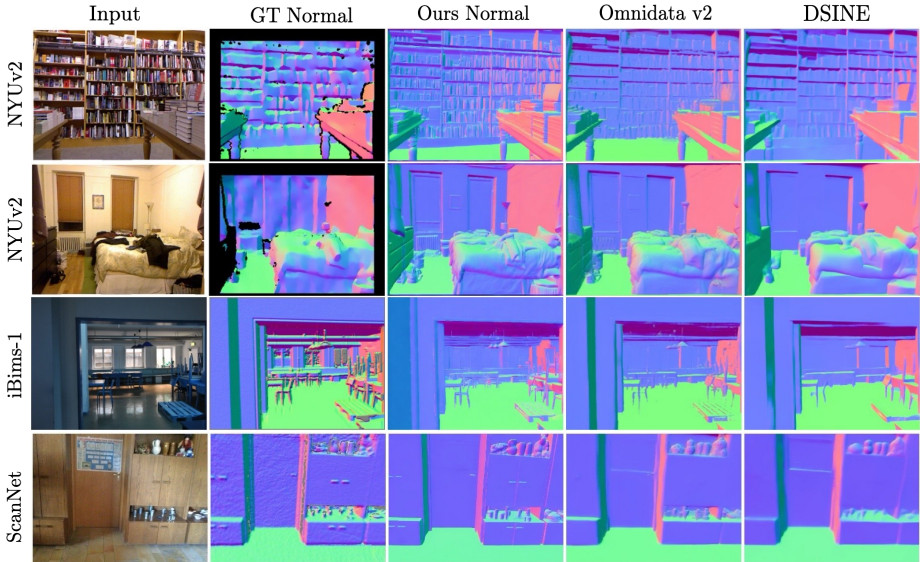 Input GT Normal Ours Normal Omnidata v2 DSINE
NYUv2
NYUv2
iBims-1
ScanNet